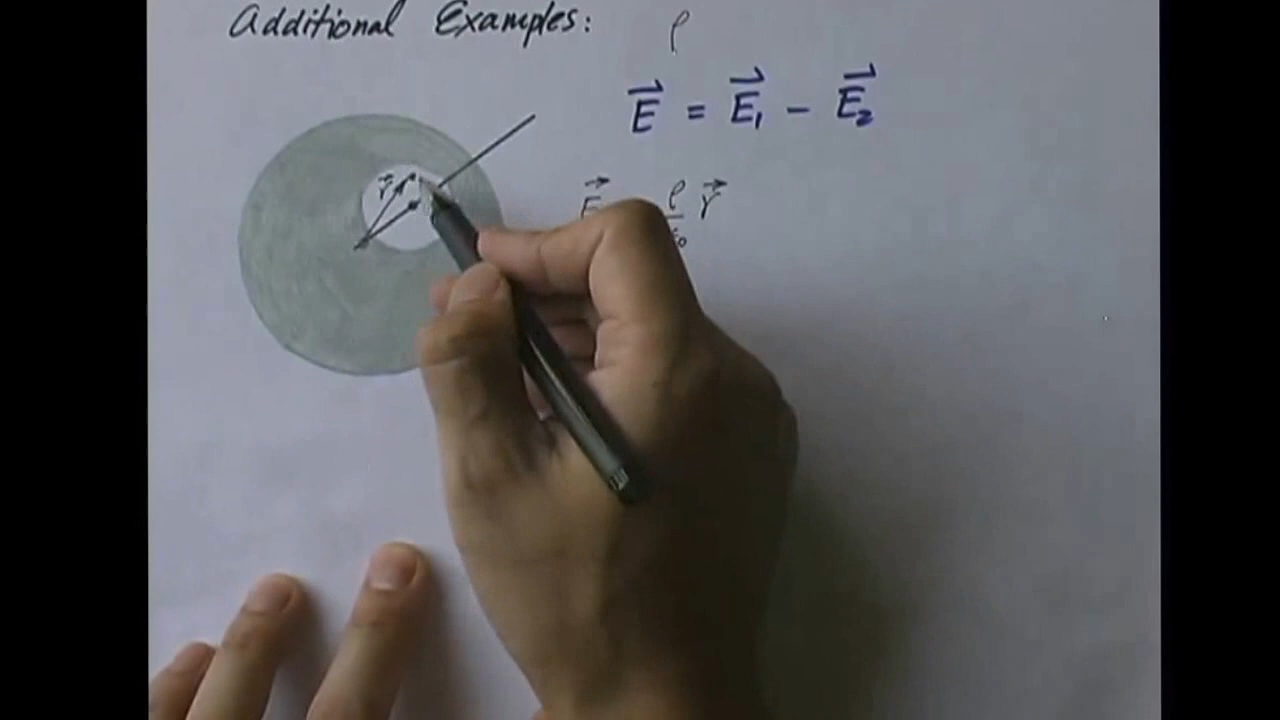 Additional Examples: ρ
E⃗ = E⃗₁ − E⃗₂
r⃗ E⃗ ρ r⃗